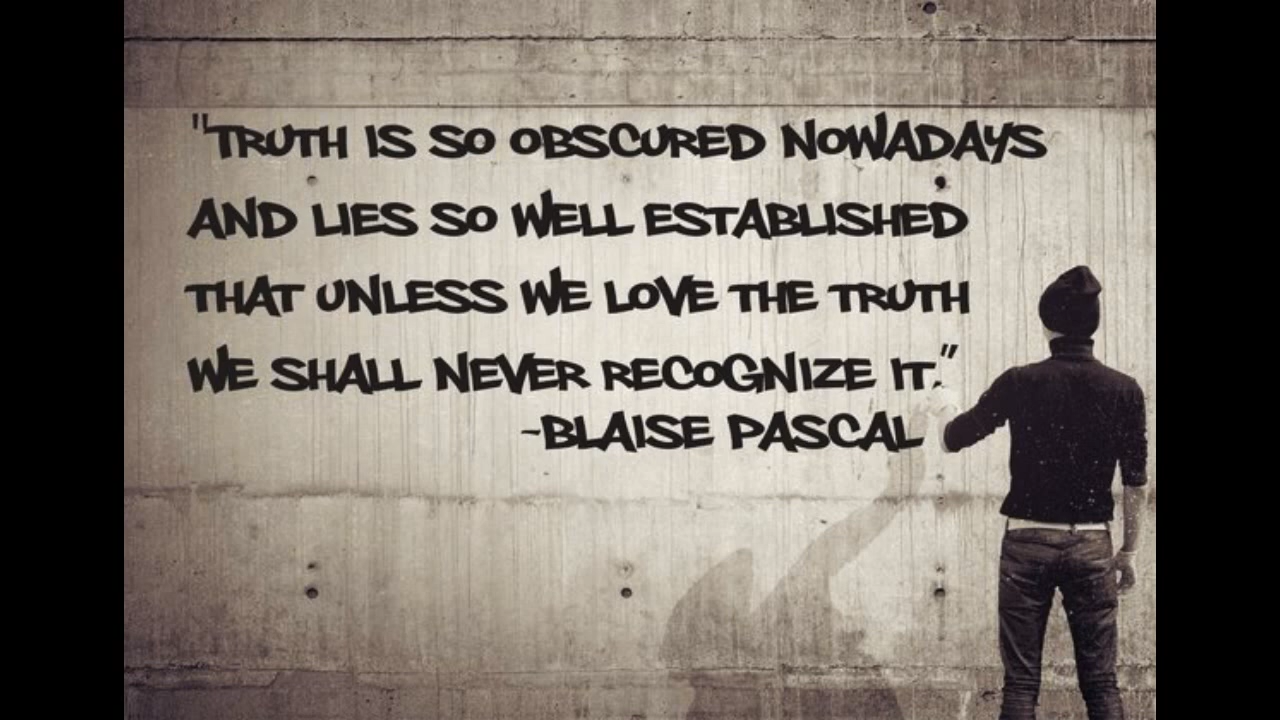 "TRUTH IS SO OBSCURED NOWADAYS
AND LIES SO WELL ESTABLISHED
THAT UNLESS WE LOVE THE TRUTH
WE SHALL NEVER RECOGNIZE IT."
-BLAISE PASCAL